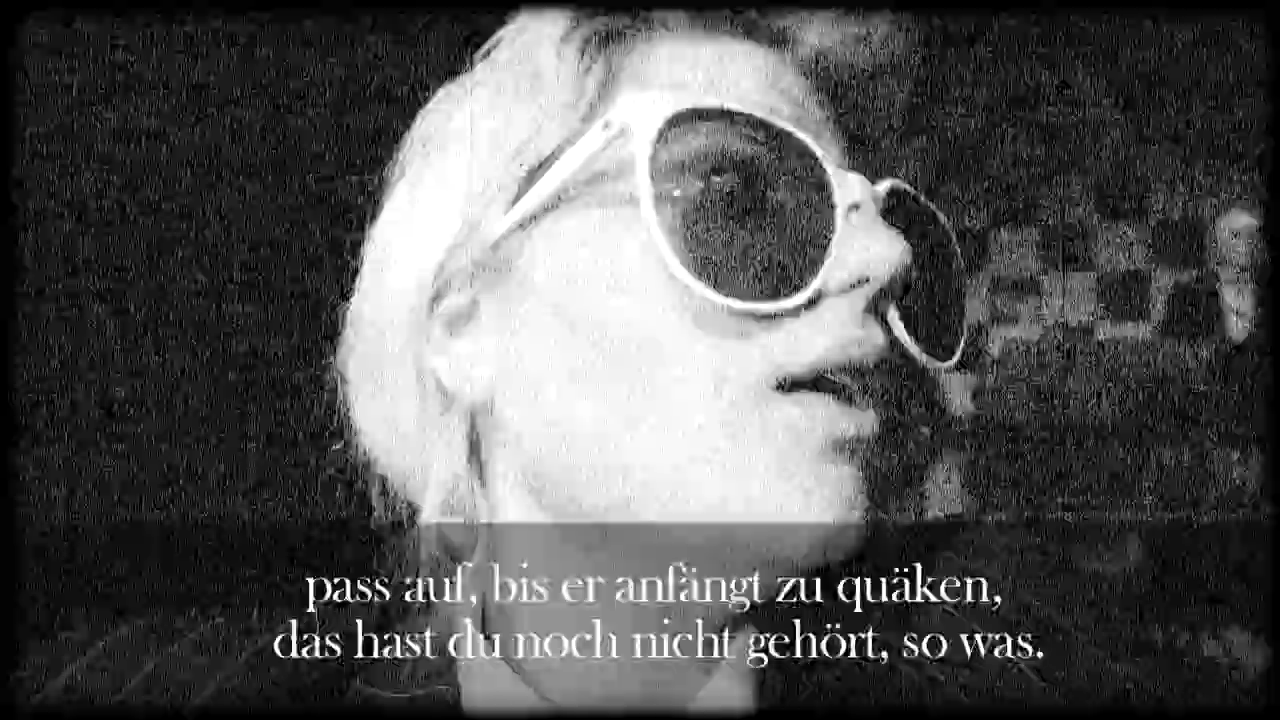 pass auf, bis er anfängt zu quäken,
das hast du noch nicht gehört, so was.